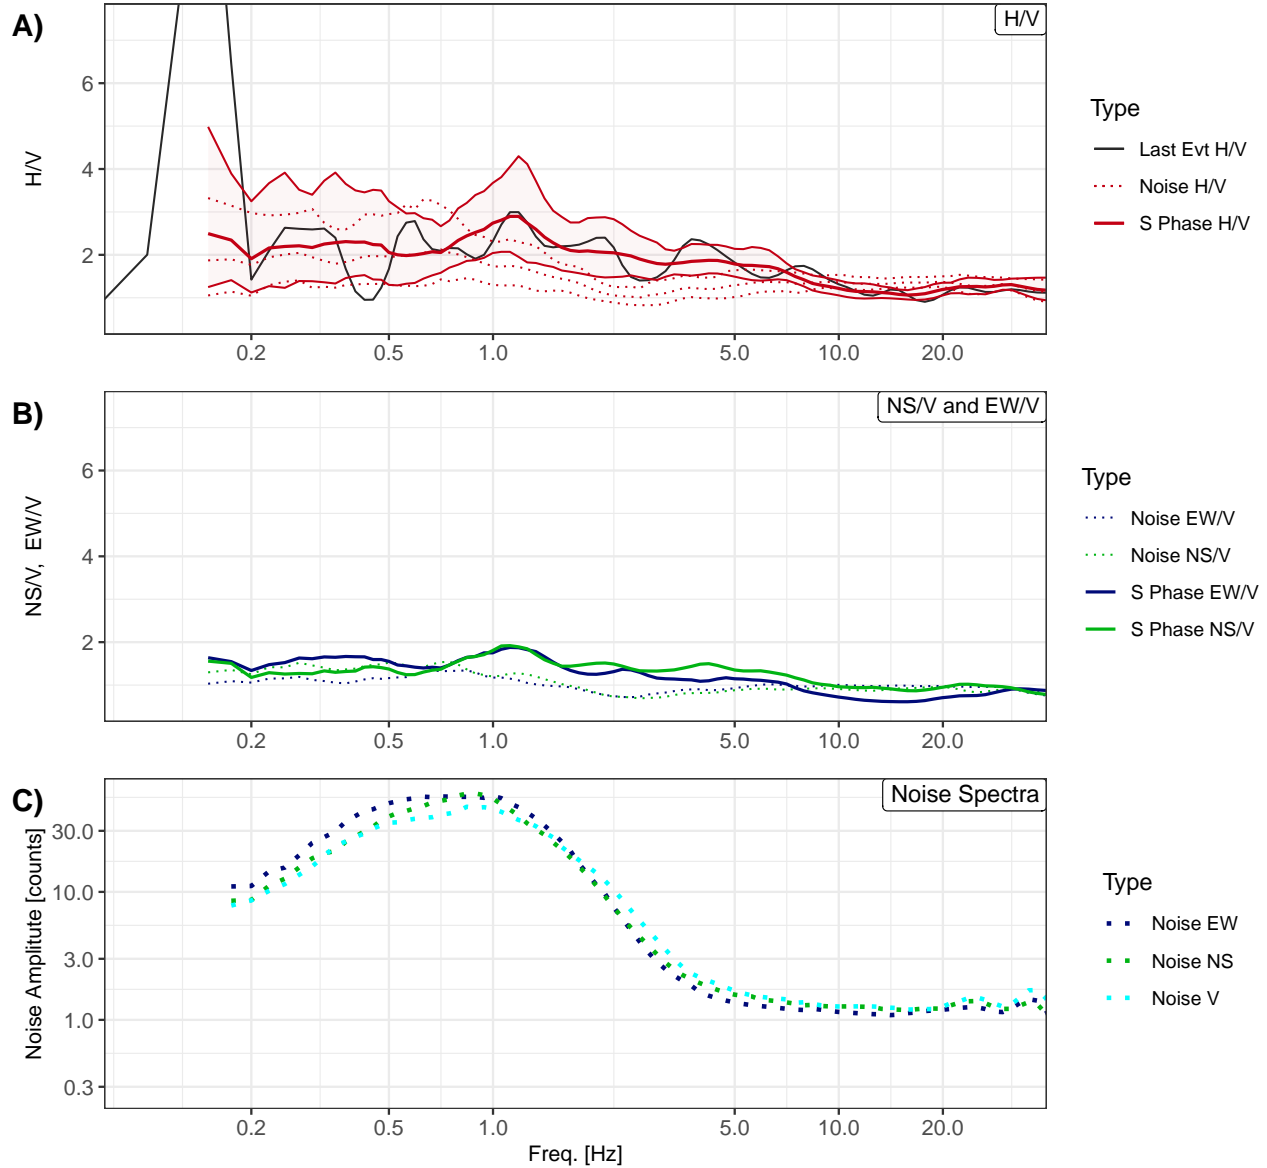 A)
H/V
6
4
2
H/V
0.2
0.5
1.0
5.0
10.0
20.0
Type
Last Evt H/V
Noise H/V
S Phase H/V
B)
NS/V and EW/V
6
4
2
NS/V, EW/V
0.2
0.5
1.0
5.0
10.0
20.0
Type
Noise EW/V
Noise NS/V
S Phase EW/V
S Phase NS/V
C)
Noise Spectra
30.0
10.0
3.0
1.0
0.3
Noise Amplitude [counts]
0.2
0.5
1.0
5.0
10.0
20.0
Freq. [Hz]
Type
Noise EW
Noise NS
Noise V